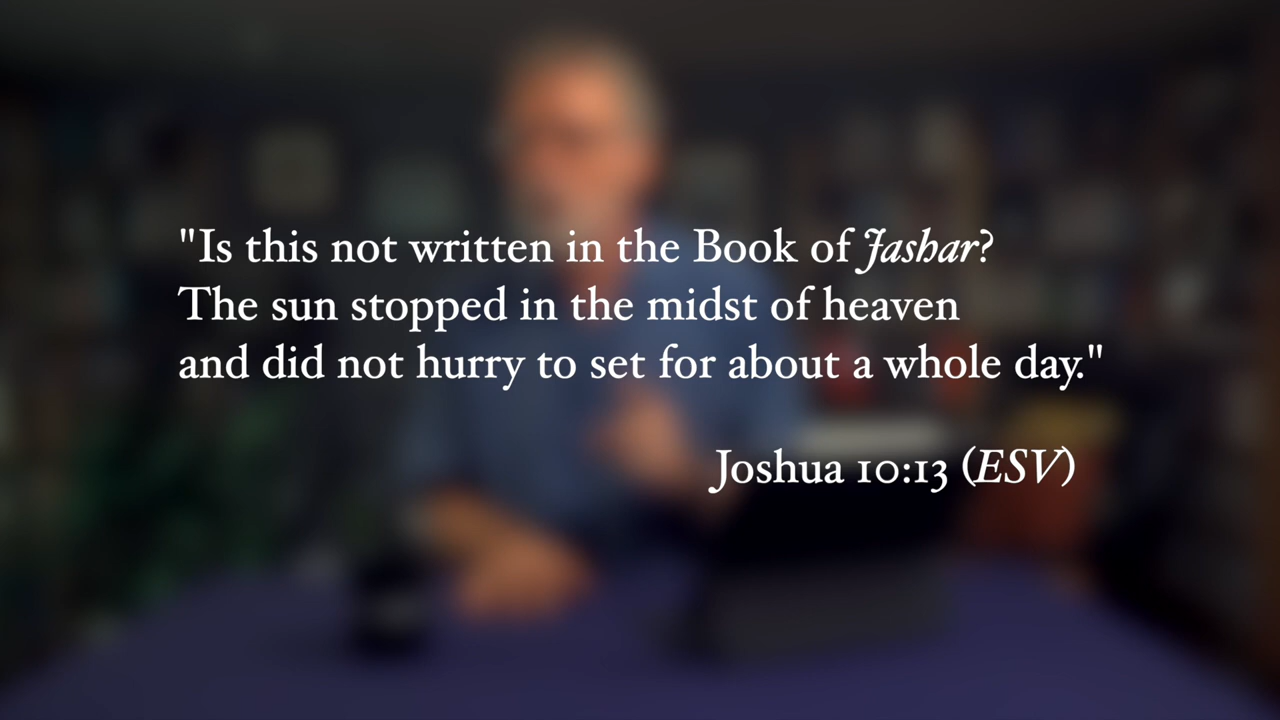 "Is this not written in the Book of Jashar?
The sun stopped in the midst of heaven
and did not hurry to set for about a whole day."
Joshua 10:13 (ESV)